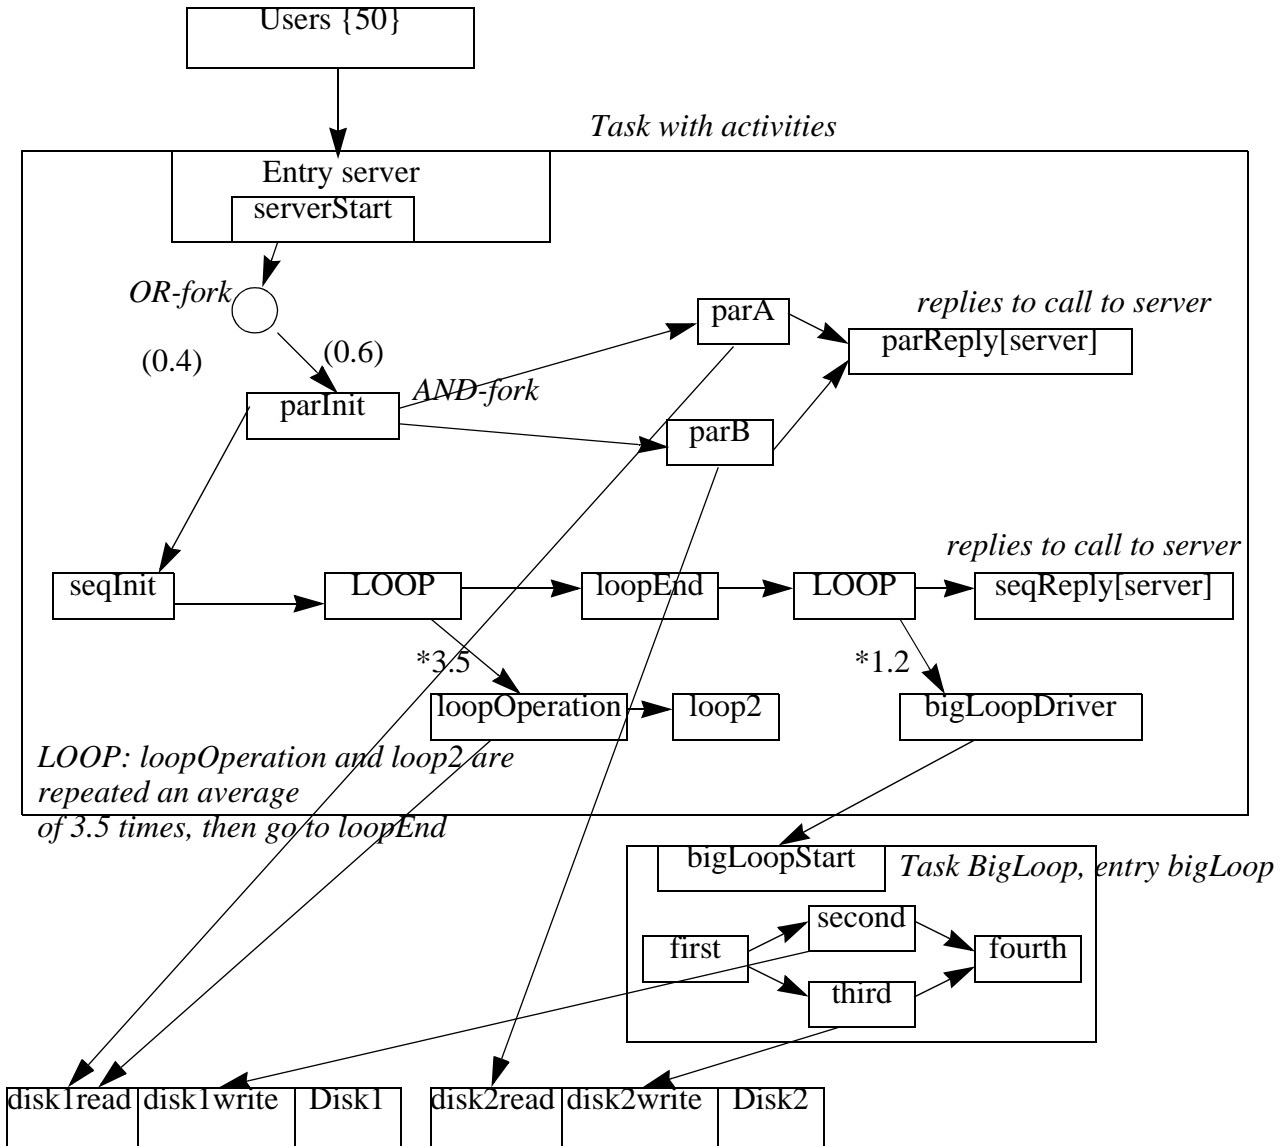 Users {50}
Task with activities
Entry server
serverStart
OR-fork
(0.4)
(0.6)
parInit
AND-fork
parA
replies to call to server
parReply[server]
parB
replies to call to server
seqInit
LOOP
loopEnd
LOOP
seqReply[server]
*3.5
*1.2
loopOperation
loop2
bigLoopDriver
LOOP: loopOperation and loop2 are
repeated an average
of 3.5 times, then go to loopEnd
bigLoopStart
Task BigLoop, entry bigLoop
second
first
fourth
third
disk1read
disk1write
Disk1
disk2read
disk2write
Disk2